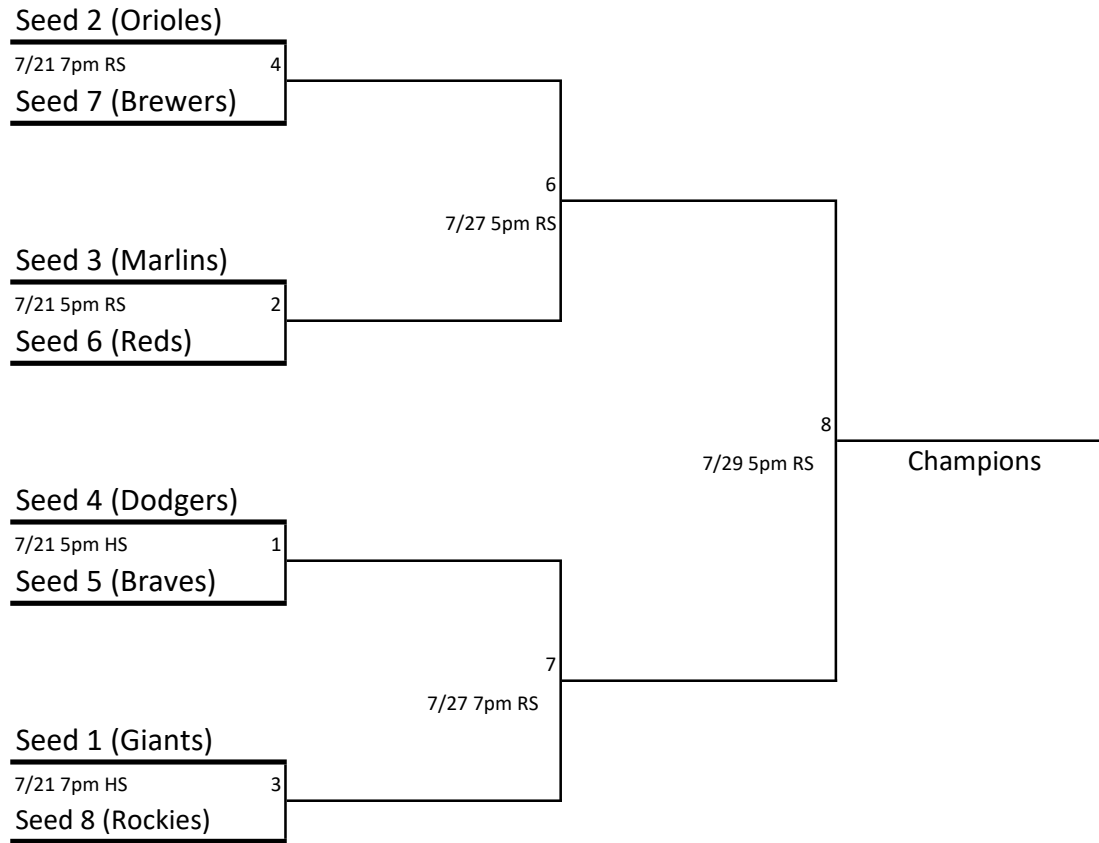 Seed 2 (Orioles)
7/21 7pm RS 4
Seed 7 (Brewers)
6
7/27 5pm RS
Seed 3 (Marlins)
7/21 5pm RS 2
Seed 6 (Reds)
8
7/29 5pm RS
Champions
Seed 4 (Dodgers)
7/21 5pm HS 1
Seed 5 (Braves)
7
7/27 7pm RS
Seed 1 (Giants)
7/21 7pm HS 3
Seed 8 (Rockies)